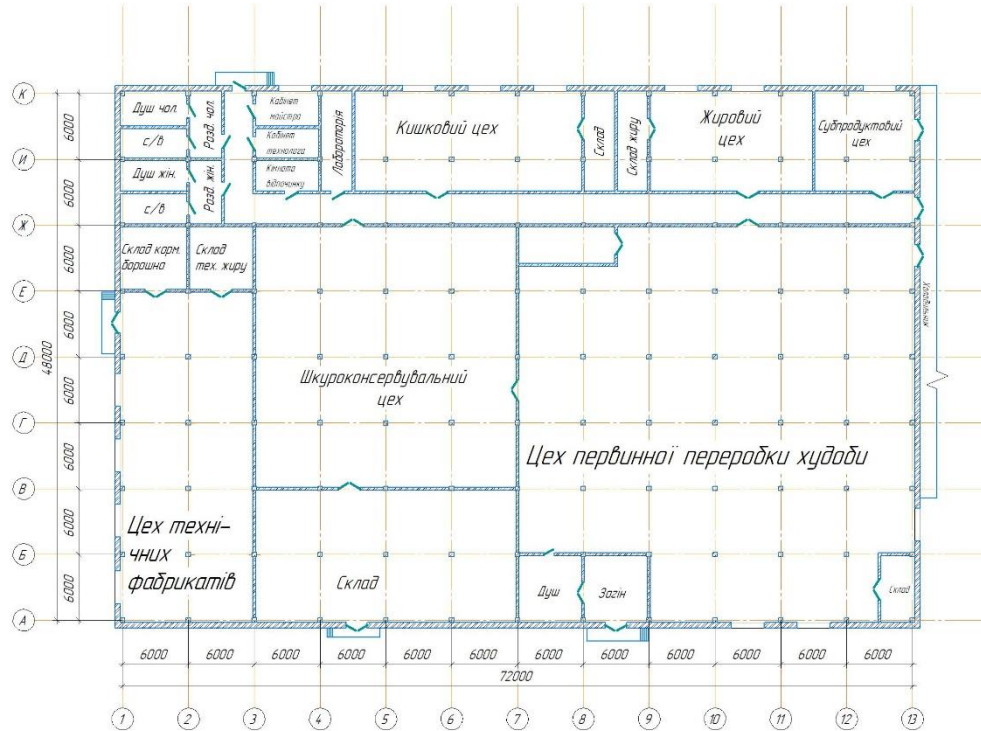 К
И
Ж
Е
Д
Г
В
Б
А
6000
6000
6000
6000
6000
6000
6000
6000
48000
Душ чол.
с/в
Душ жін.
с/в
Розд. чол.
Розд. жін.
Кабінет
майстра
Кабінет
технолога
Кімната
відпочинку
Лабораторія
Кишковий цех
Склад
Склад жиру
Жировий
цех
Субпродуктовий
цех
Склад корм.
борошна
Склад
тех. жиру
Холодильник
Шкуроконсервувальний
цех
Цех первинної переробки худоби
Цех техні-
чних
фабрикатів
Склад
Душ
Загін
Склад
6000 6000 6000 6000 6000 6000 6000 6000 6000 6000 6000 6000
72000
1 2 3 4 5 6 7 8 9 10 11 12 13